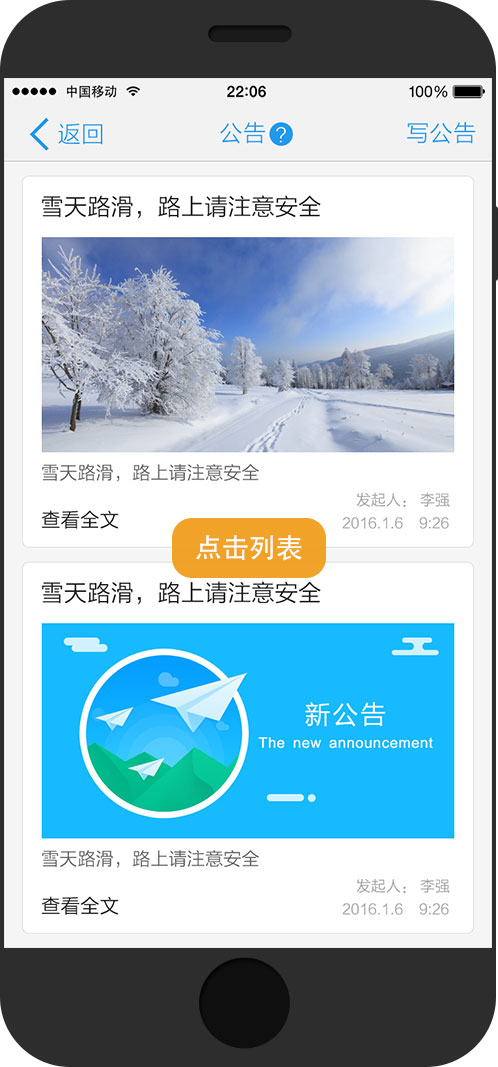 中国移动
22:06
100%
返回
公告?
写公告
雪天路滑，路上请注意安全
雪天路滑，路上请注意安全
发起人：李强
查看全文
2016.1.6 9:26
点击列表
雪天路滑，路上请注意安全
新公告
The new announcement
雪天路滑，路上请注意安全
发起人：李强
查看全文
2016.1.6 9:26